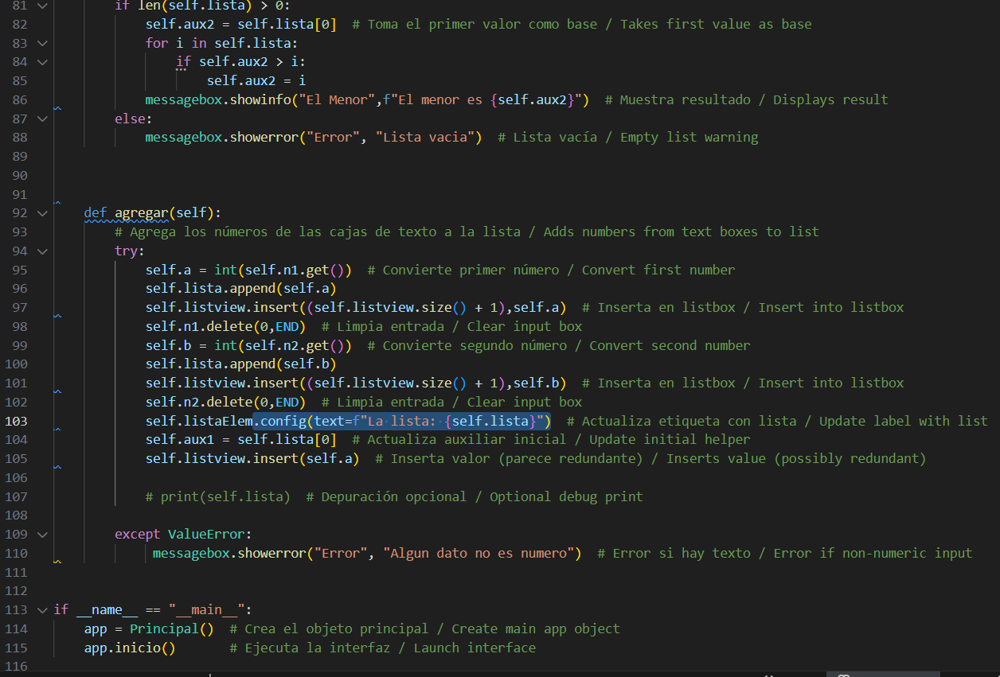 81 if len(self.lista) > 0:
82 self.aux2 = self.lista[0]  # Toma el primer valor como base / Takes first value as base
83 for i in self.lista:
84 if self.aux2 > i:
85 self.aux2 = i
86 messagebox.showinfo("El Menor",f"El menor es {self.aux2}")  # Muestra resultado / Displays result
87 else:
88 messagebox.showerror("Error", "Lista vacia")  # Lista vacía / Empty list warning
89
90
91
92 def agregar(self):
93 # Agrega los números de las cajas de texto a la lista / Adds numbers from text boxes to list
94 try:
95 self.a = int(self.n1.get())  # Convierte primer número / Convert first number
96 self.lista.append(self.a)
97 self.listview.insert((self.listview.size() + 1),self.a)  # Inserta en listbox / Insert into listbox
98 self.n1.delete(0,END)  # Limpia entrada / Clear input box
99 self.b = int(self.n2.get())  # Convierte segundo número / Convert second number
100 self.lista.append(self.b)
101 self.listview.insert((self.listview.size() + 1),self.b)  # Inserta en listbox / Insert into listbox
102 self.n2.delete(0,END)  # Limpia entrada / Clear input box
103 self.listaElem.config(text=f"La lista: {self.lista}")  # Actualiza etiqueta con lista / Update label with list
104 self.aux1 = self.lista[0]  # Actualiza auxiliar inicial / Update initial helper
105 self.listview.insert(self.a)  # Inserta valor (parece redundante) / Inserts value (possibly redundant)
106
107 # print(self.lista)  # Depuración opcional / Optional debug print
108
109 except ValueError:
110 messagebox.showerror("Error", "Algun dato no es numero")  # Error si hay texto / Error if non-numeric input
111
112
113 if __name__ == "__main__":
114 app = Principal()  # Crea el objeto principal / Create main app object
115 app.inicio()       # Ejecuta la interfaz / Launch interface
116